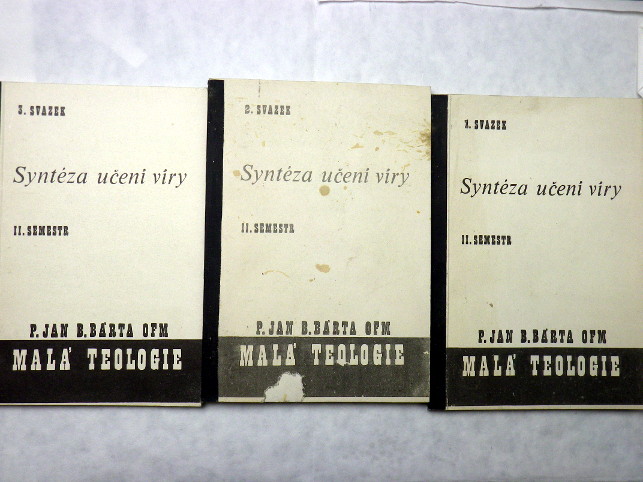 3. SVAZEK
Syntéza učení víry
II. SEMESTR
P. JAN B. BÁRTA OFM
MALÁ TEOLOGIE
2. SVAZEK
Syntéza učení víry
II. SEMESTR
P. JAN B. BÁRTA OFM
MALÁ TEOLOGIE
1. SVAZEK
Syntéza učení víry
II. SEMESTR
P. JAN B. BÁRTA OFM
MALÁ TEOLOGIE